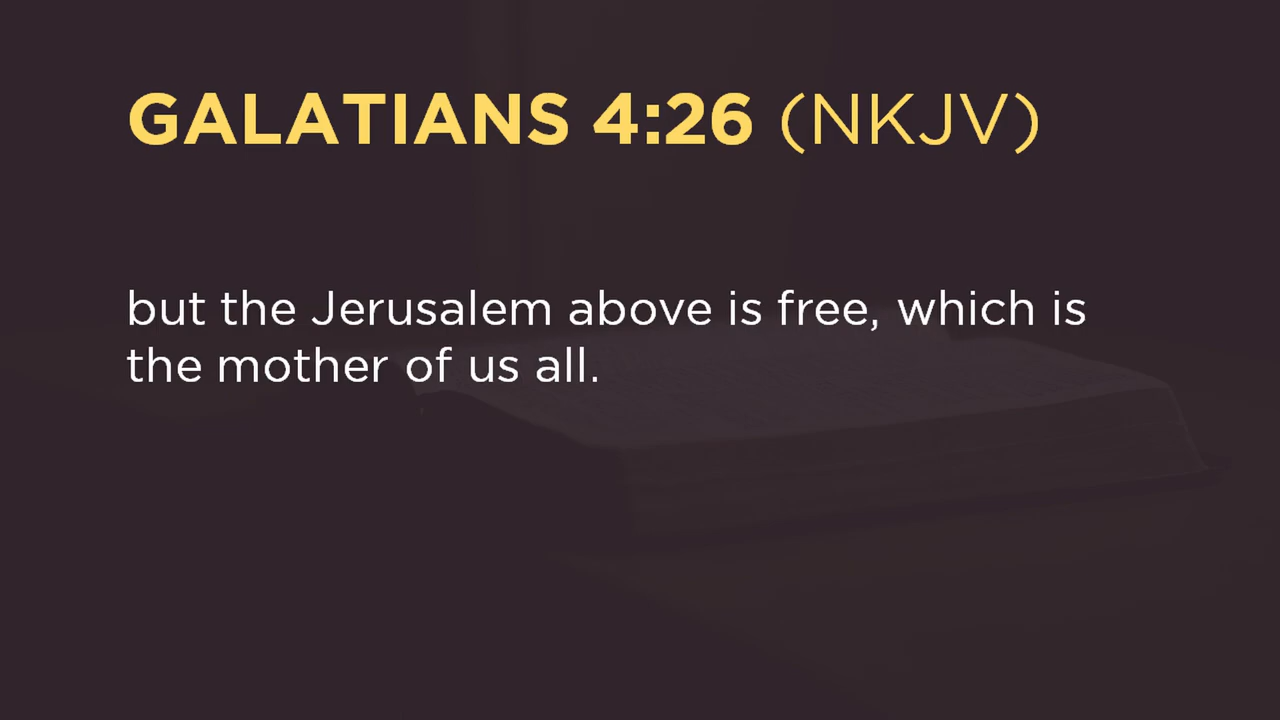 GALATIANS 4:26 (NKJV)
but the Jerusalem above is free, which is
the mother of us all.